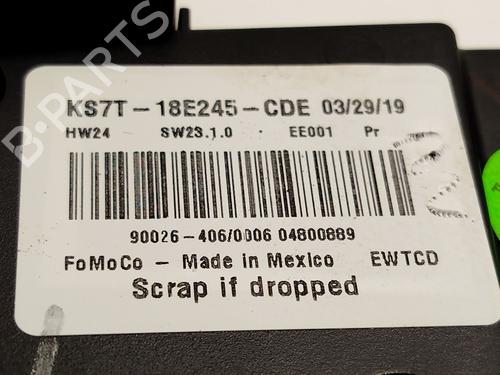 B-PARTS
KS7T-18E245-CDE 03/29/19
HW24 SW23.1.0 · EE001 Pr
90026-406/0006 04800889
FoMoCo - Made in Mexico EWTCD
Scrap if dropped